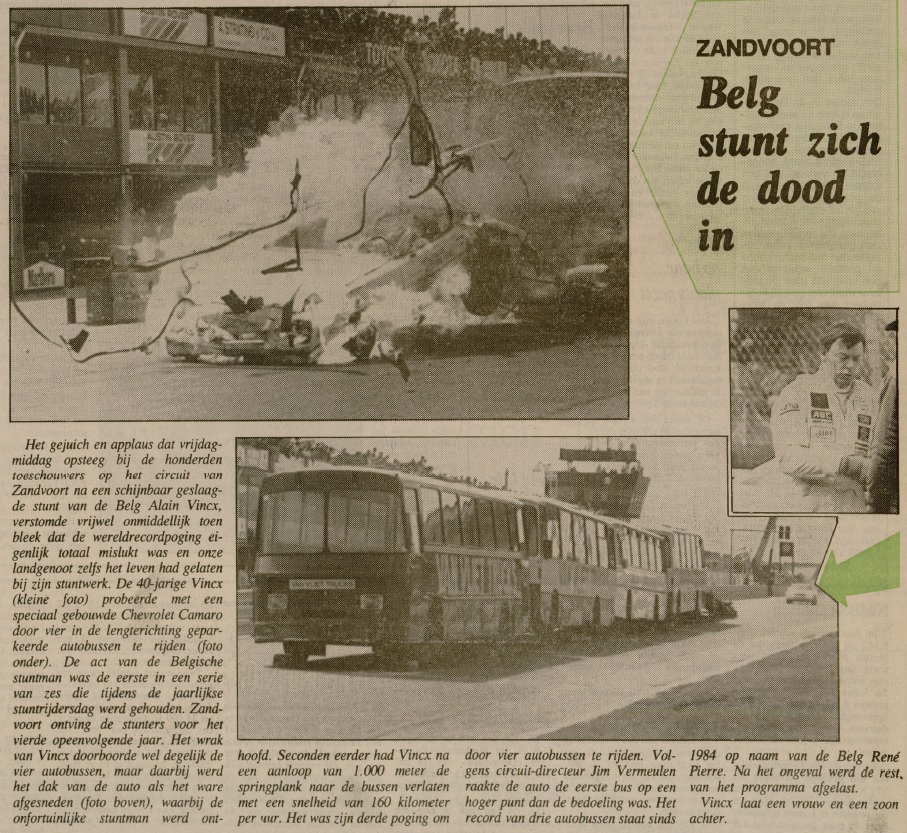 AUSTIN ROVER
A. STRATING & CO B.V.
AUSTIN ROVER
Marlboro
ZANDVOORT
Belg
stunt zich
de dood
in
ABC
VAN VLIET TRUCKS
Het gejuich en applaus dat vrijdag-
middag opsteeg bij de honderden
toeschouwers op het circuit van
Zandvoort na een schijnbaar geslaag-
de stunt van de Belg Alain Vincx,
verstomde vrijwel onmiddellijk toen
bleek dat de wereldrecordpoging ei-
genlijk totaal mislukt was en onze
landgenoot zelfs het leven had gelaten
bij zijn stuntwerk. De 40-jarige Vincx
(kleine foto) probeerde met een
speciaal gebouwde Chevrolet Camaro
door vier in de lengterichting gepar-
keerde autobussen te rijden (foto
onder). De act van de Belgische
stuntman was de eerste in een serie
van zes die tijdens de jaarlijkse
stuntrijdersdag werd gehouden. Zand-
voort ontving de stunters voor het
vierde opeenvolgende jaar. Het wrak
van Vincx doorboorde wel degelijk de
vier autobussen, maar daarbij werd
het dak van de auto als het ware
afgesneden (foto boven), waarbij de
onfortuinlijke stuntman werd ont-
hoofd. Seconden eerder had Vincx na
een aanloop van 1.000 meter de
springplank naar de bussen verlaten
met een snelheid van 160 kilometer
per uur. Het was zijn derde poging om
door vier autobussen te rijden. Vol-
gens circuit-directeur Jim Vermeulen
raakte de auto de eerste bus op een
hoger punt dan de bedoeling was. Het
record van drie autobussen staat sinds
1984 op naam van de Belg René
Pierre. Na het ongeval werd de rest,
van het programma afgelast.
Vincx laat een vrouw en een zoon
achter.